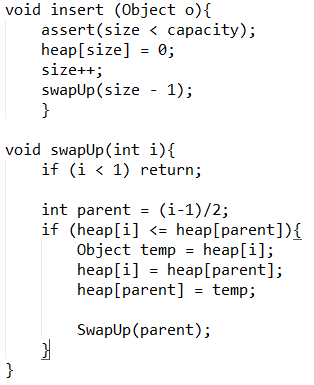 void insert (Object o){
    assert(size < capacity);
    heap[size] = 0;
    size++;
    swapUp(size - 1);
    }

void swapUp(int i){
    if (i < 1) return;

    int parent = (i-1)/2;
    if (heap[i] <= heap[parent]){
        Object temp = heap[i];
        heap[i] = heap[parent];
        heap[parent] = temp;

        SwapUp(parent);
    }
}